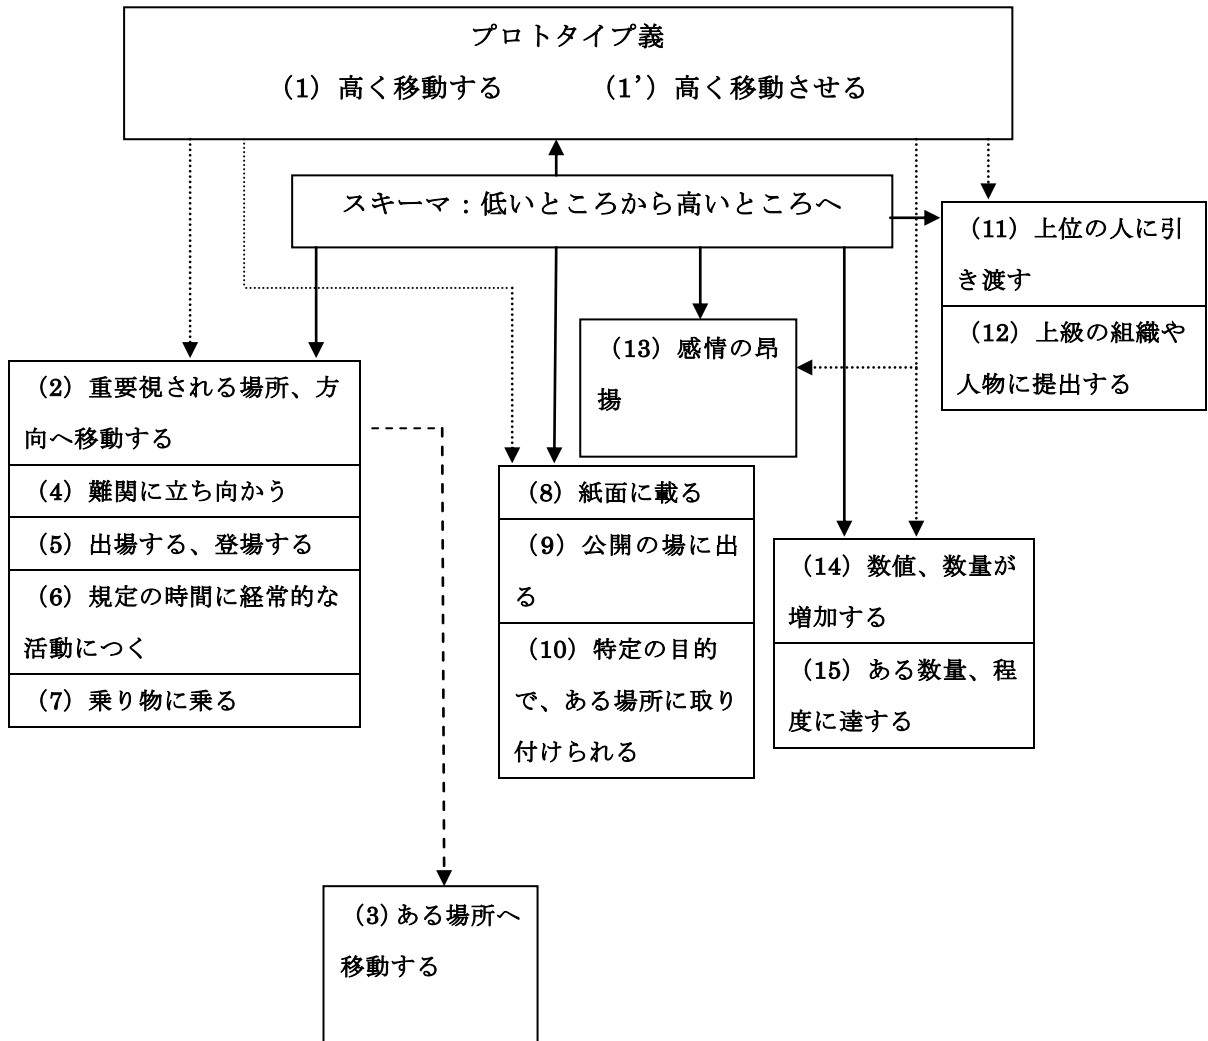 プロトタイプ義
（1）高く移動する （1’）高く移動させる
スキーマ：低いところから高いところへ
（11）上位の人に引
き渡す
（12）上級の組織や
人物に提出する
（13）感情の昂
揚
（2）重要視される場所、方
向へ移動する
（4）難関に立ち向かう
（5）出場する、登場する
（6）規定の時間に経常的な
活動につく
（7）乗り物に乗る
（8）紙面に載る
（9）公開の場に出
る
（10）特定の目的
で、ある場所に取り
付けられる
（14）数値、数量が
増加する
（15）ある数量、程
度に達する
（3）ある場所へ
移動する